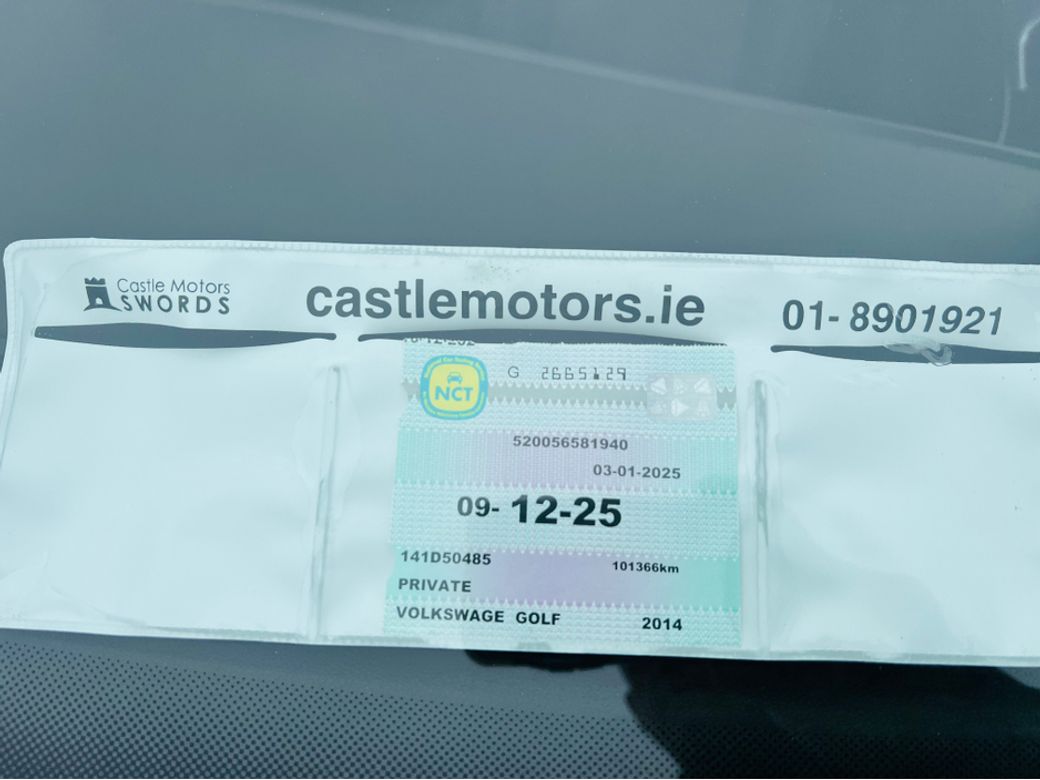 Castle Motors
SWORDS
castlemotors.ie
01- 8901921
NCT
G 2665129
520056581940
03-01-2025
09- 12-25
141D50485
101366km
PRIVATE
VOLKSWAGE GOLF
2014